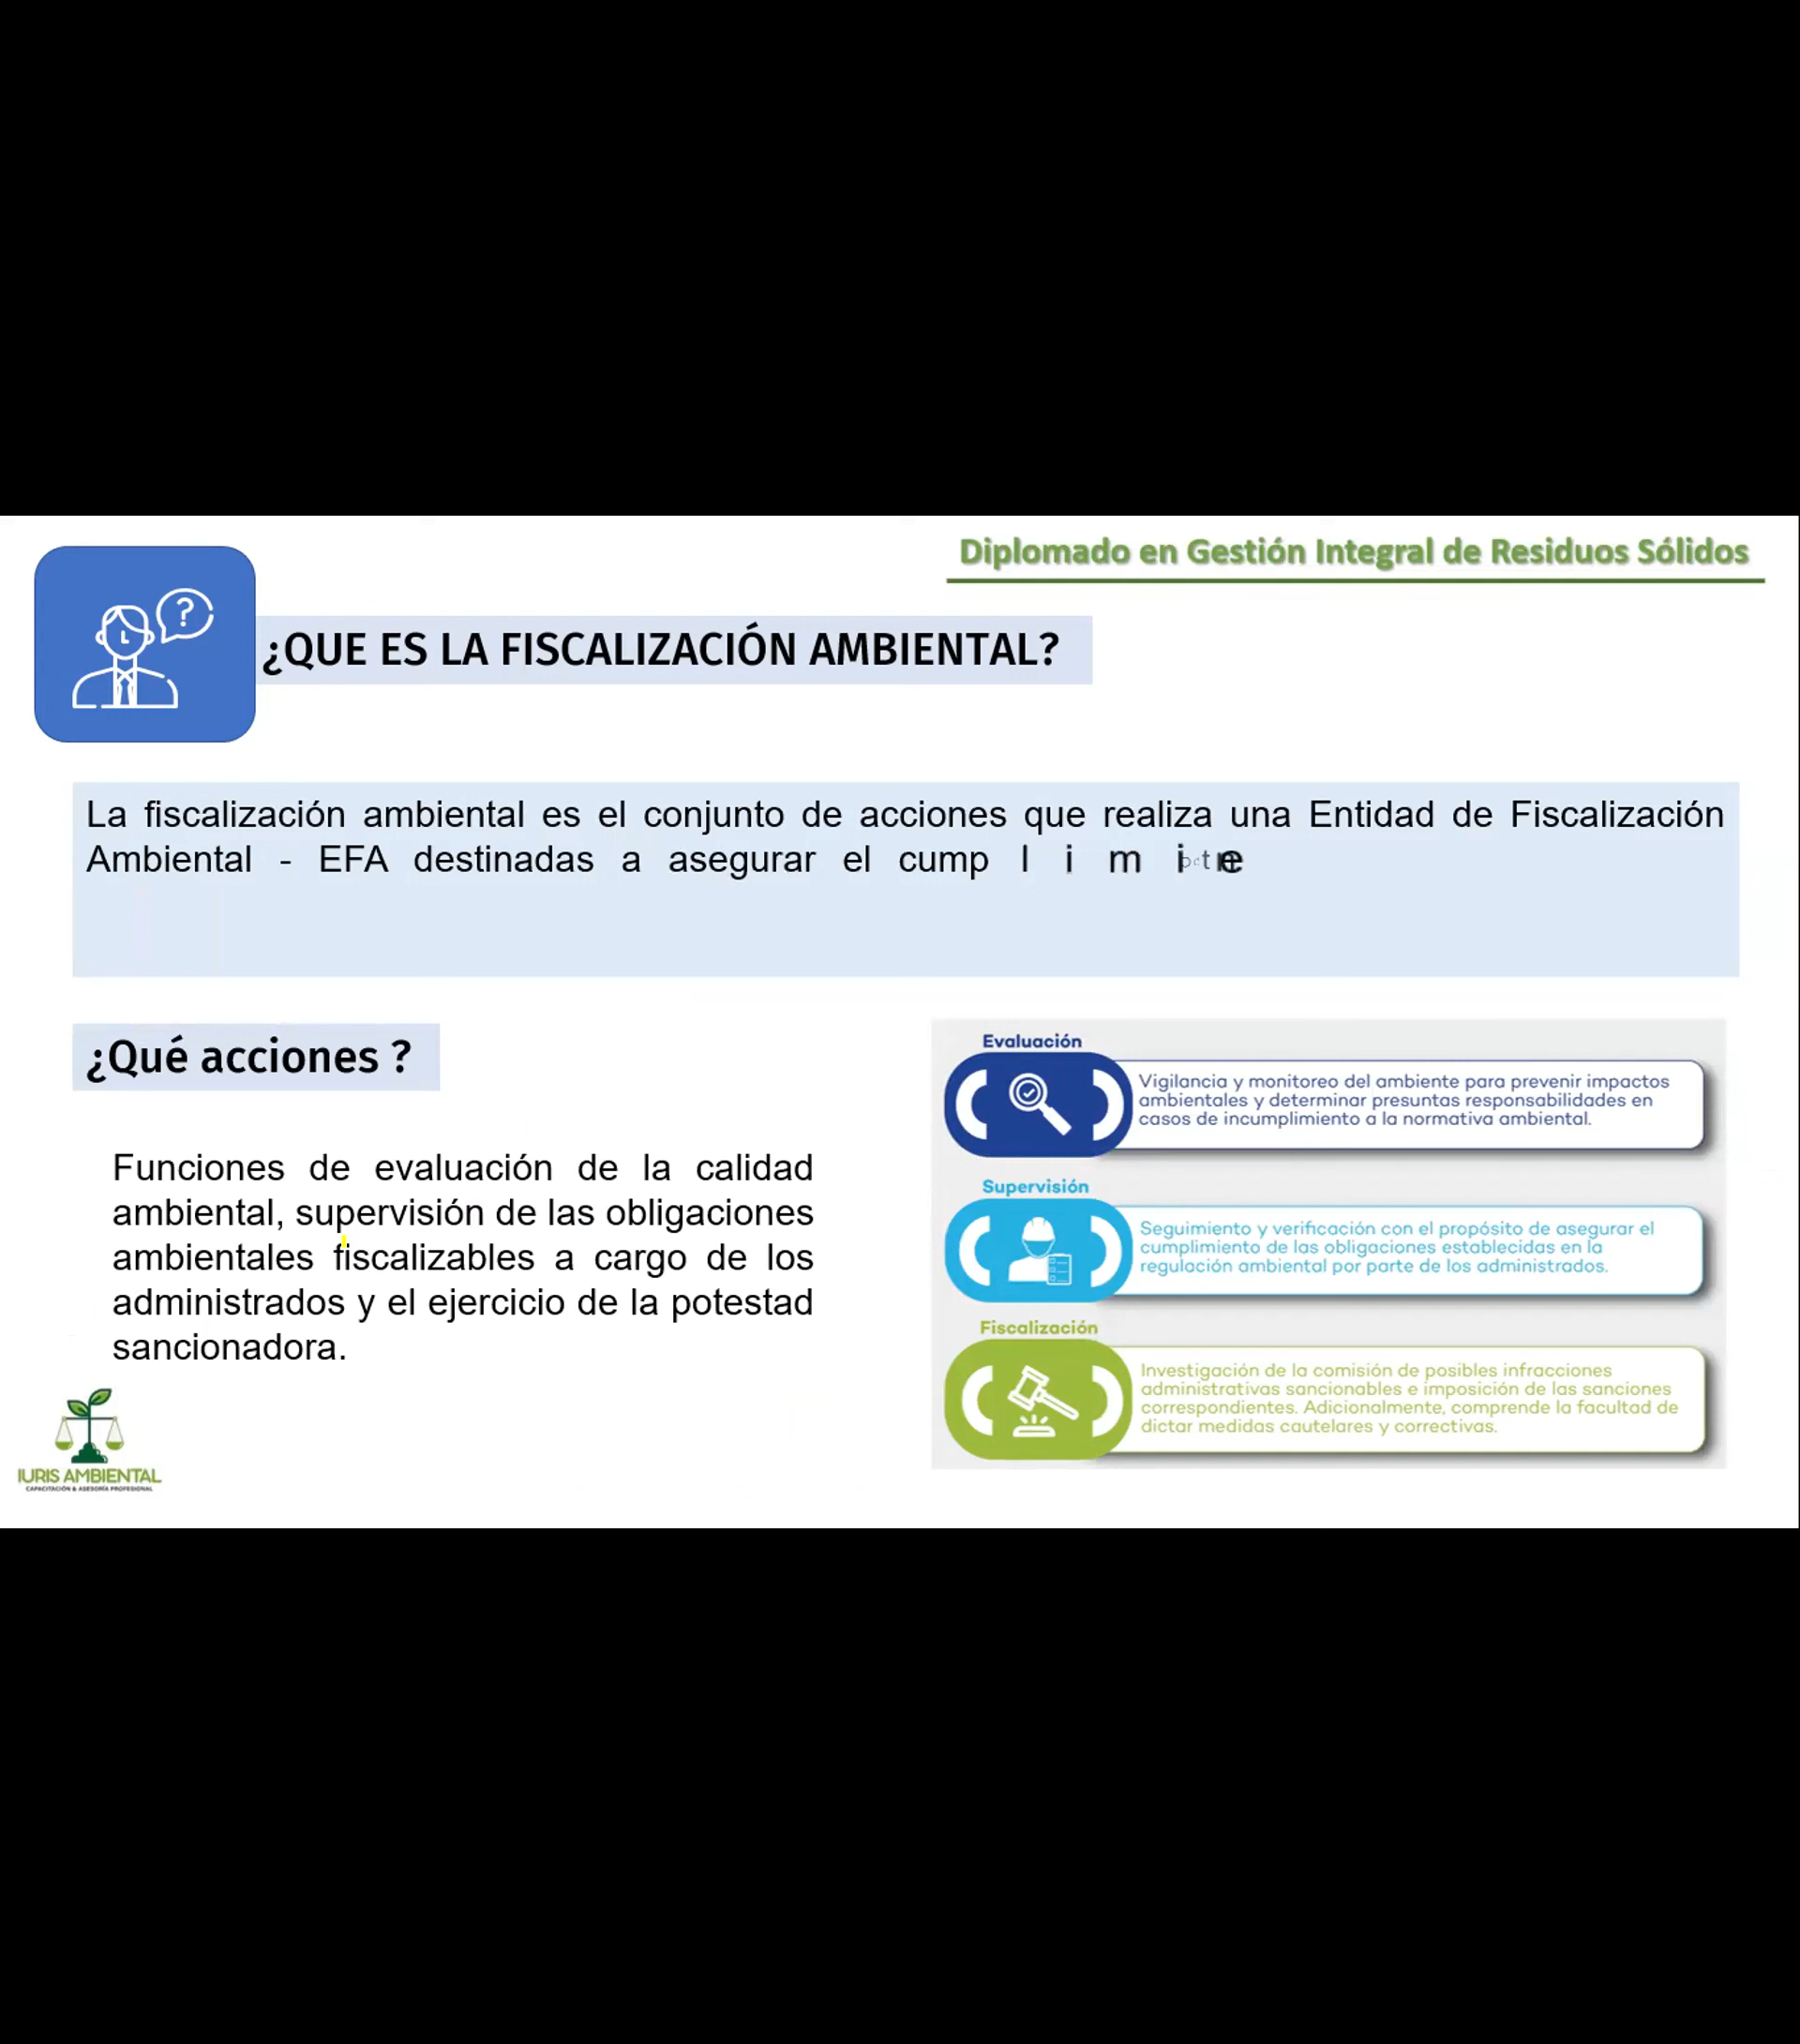 Diplomado en Gestión Integral de Residuos Sólidos
¿QUE ES LA FISCALIZACIÓN AMBIENTAL?
La fiscalización ambiental es el conjunto de acciones que realiza una Entidad de Fiscalización
Ambiental - EFA destinadas a asegurar el
¿Qué acciones ?
Funciones de evaluación de la calidad
ambiental, supervisión de las obligaciones
ambientales fiscalizables a cargo de los
administrados y el ejercicio de la potestad
sancionadora.
Evaluación
Vigilancia y monitoreo del ambiente para prevenir impactos
ambientales y determinar presuntas responsabilidades en
casos de incumplimiento a la normativa ambiental.
Supervisión
Seguimiento y verificación con el propósito de asegurar el
cumplimiento de las obligaciones establecidas en la
regulación ambiental por parte de los administrados.
Fiscalización
Investigación de la comisión de posibles infracciones
administrativas sancionables e imposición de las sanciones
correspondientes. Adicionalmente, comprende la facultad de
dictar medidas cautelares y correctivas.
IURIS AMBIENTAL
CAPACITACIÓN & ASESORÍA PROFESIONAL